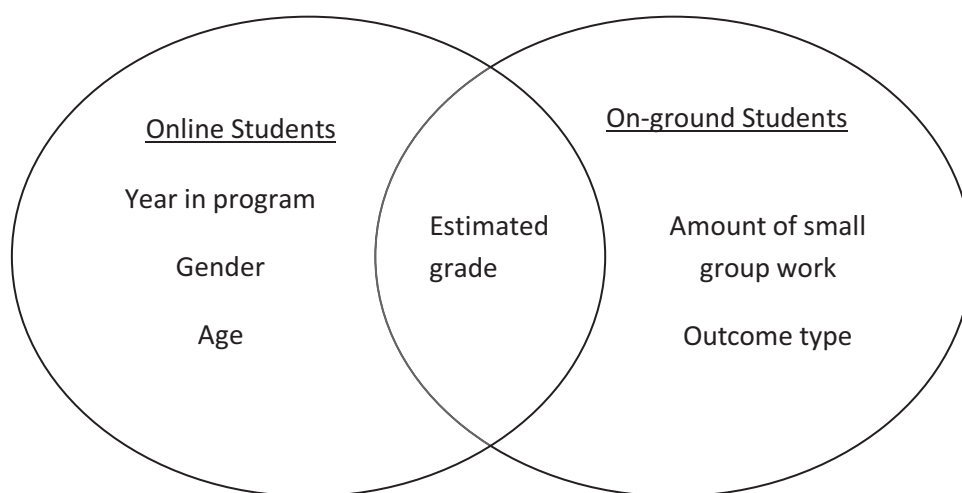 Online Students
Year in program
Gender
Age
Estimated
grade
On-ground Students
Amount of small
group work
Outcome type